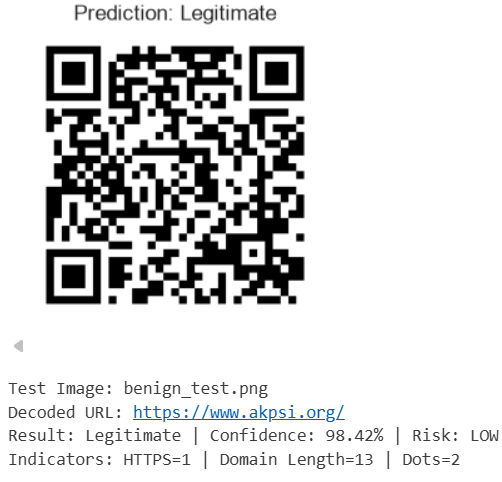 Prediction: Legitimate
Test Image: benign_test.png
Decoded URL: https://www.akpsi.org/
Result: Legitimate | Confidence: 98.42% | Risk: LOW
Indicators: HTTPS=1 | Domain Length=13 | Dots=2